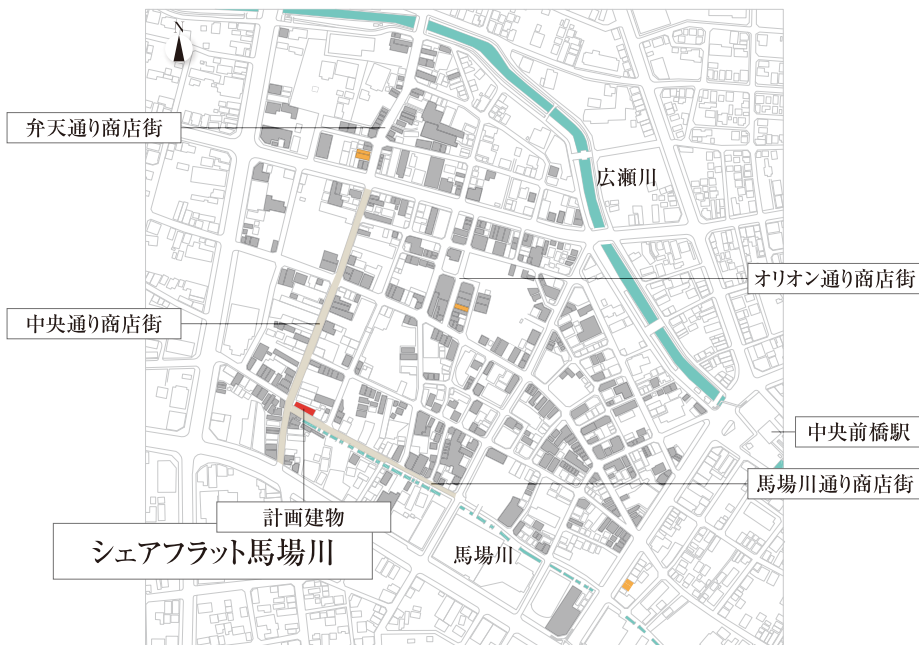 N
弁天通り商店街
広瀬川
オリオン通り商店街
中央通り商店街
中央前橋駅
馬場川通り商店街
計画建物
シェアフラット馬場川
馬場川